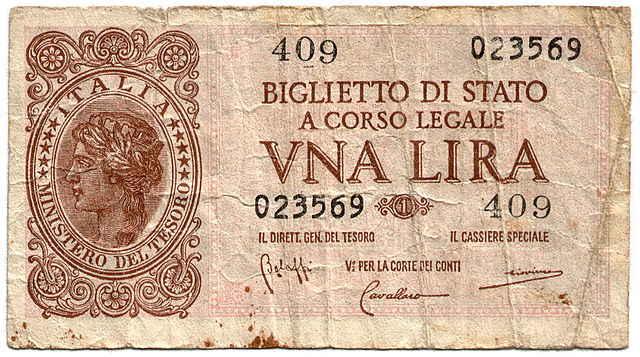 409 023569
BIGLIETTO DI STATO
A CORSO LEGALE
VNA LIRA
023569 1 409
IL DIRETT. GEN. DEL TESORO IL CASSIERE SPECIALE
Vº PER LA CORTE DEI CONTI
Cavallaro
ITALIA
MINISTERO DEL TESORO